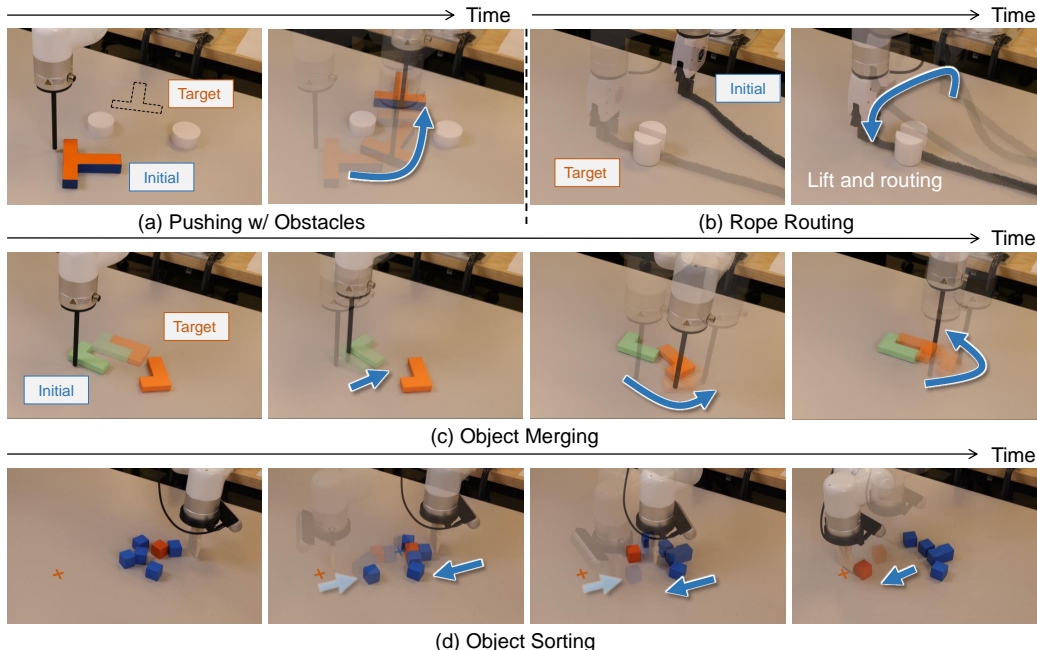 Time
Time
Target
Initial
Initial
Target
Lift and routing
(a) Pushing w/ Obstacles
(b) Rope Routing
Time
Target
Initial
(c) Object Merging
Time
(d) Object Sorting